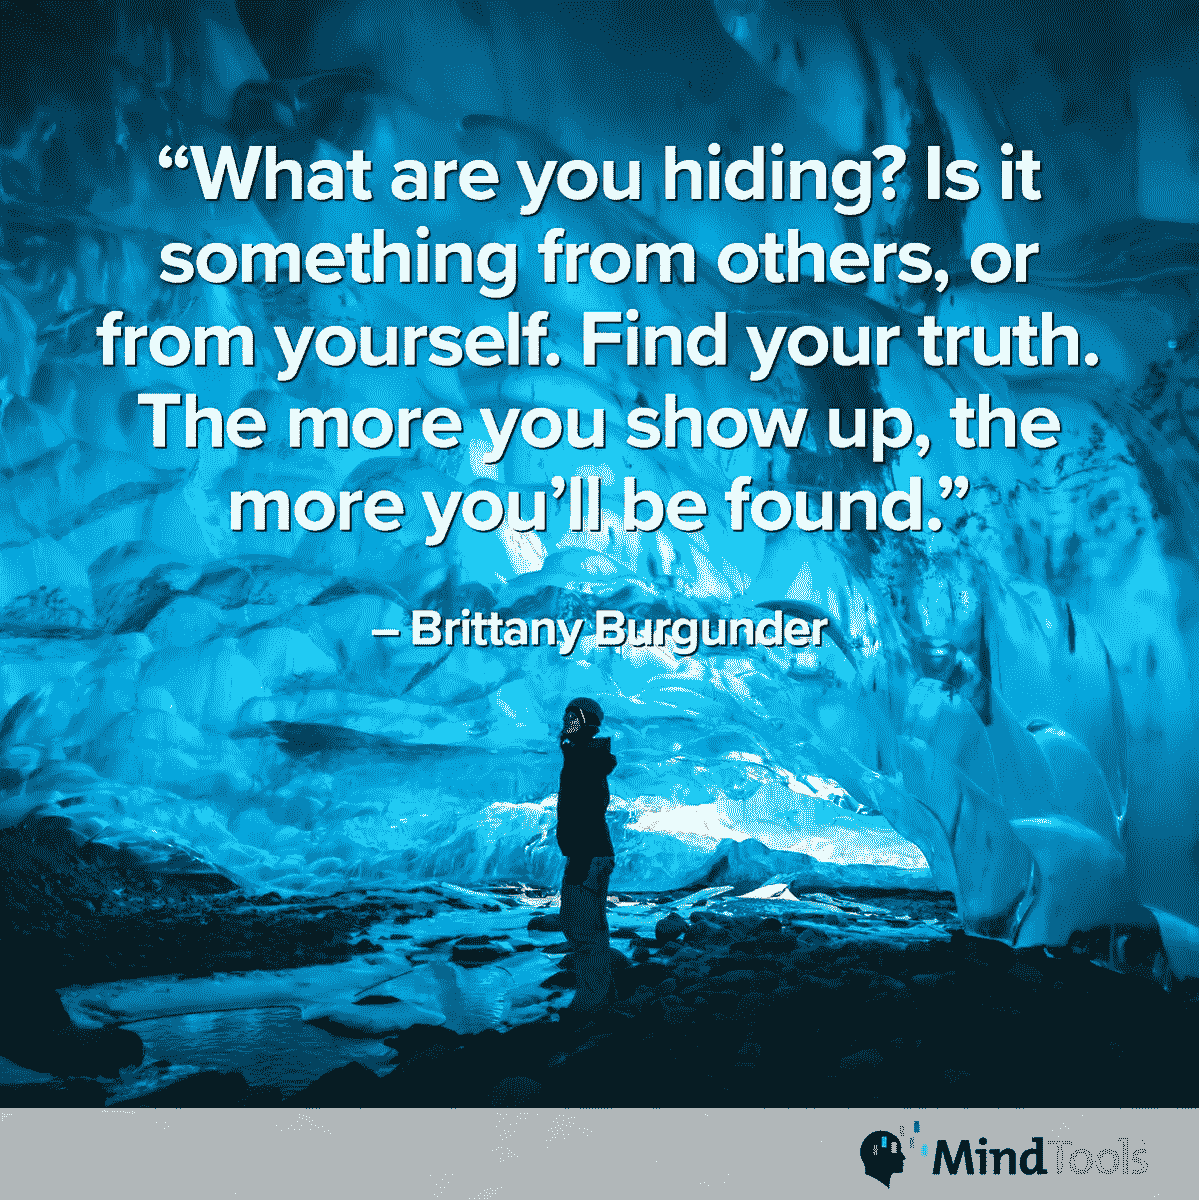 “What are you hiding? Is it
something from others, or
from yourself. Find your truth.
The more you show up, the
more you’ll be found.”
– Brittany Burgunder
MindTools